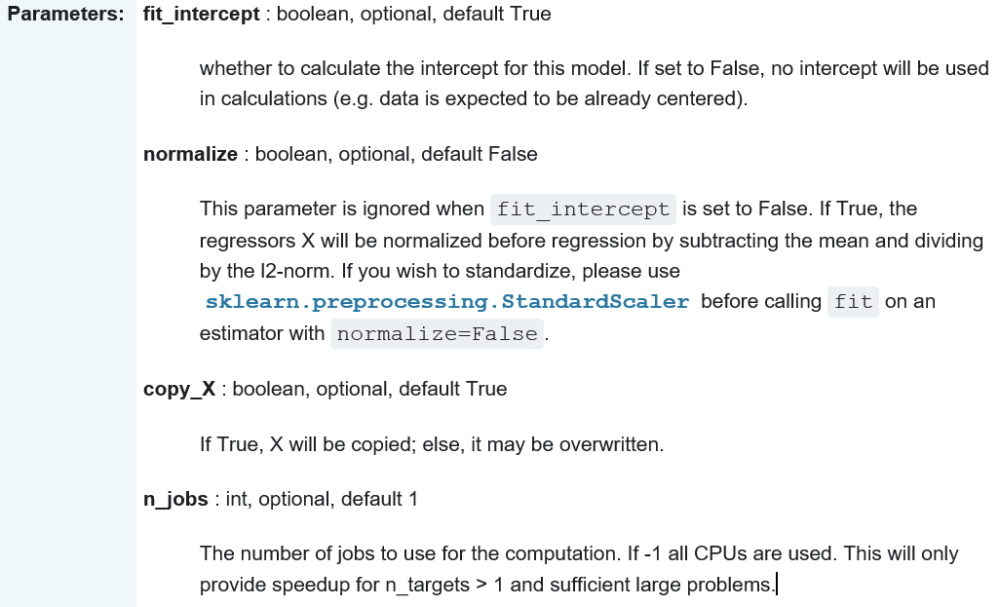 Parameters: fit_intercept : boolean, optional, default True
whether to calculate the intercept for this model. If set to False, no intercept will be used
in calculations (e.g. data is expected to be already centered).
normalize : boolean, optional, default False
This parameter is ignored when fit_intercept is set to False. If True, the
regressors X will be normalized before regression by subtracting the mean and dividing
by the l2-norm. If you wish to standardize, please use
sklearn.preprocessing.StandardScaler before calling fit on an
estimator with normalize=False.
copy_X : boolean, optional, default True
If True, X will be copied; else, it may be overwritten.
n_jobs : int, optional, default 1
The number of jobs to use for the computation. If -1 all CPUs are used. This will only
provide speedup for n_targets > 1 and sufficient large problems.